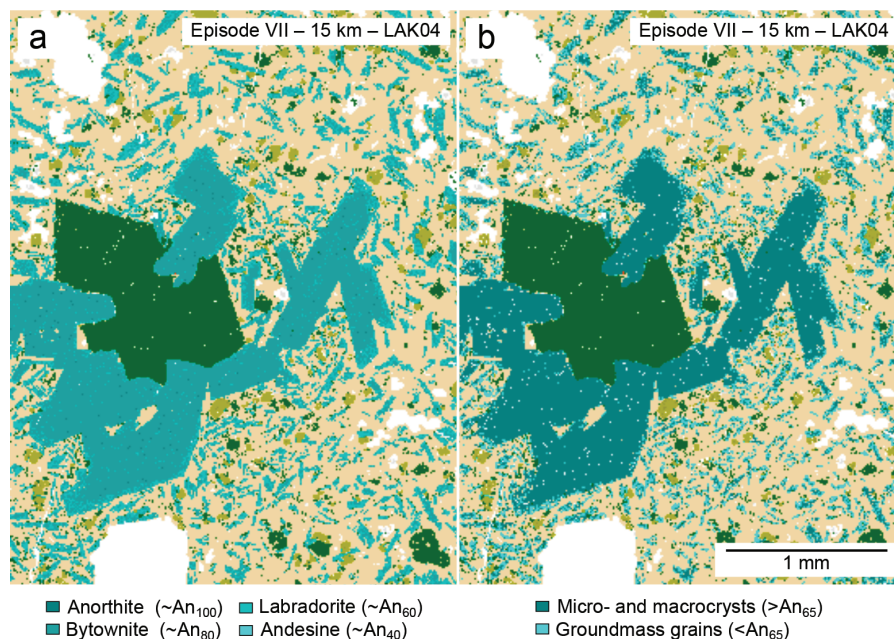 a
Episode VII – 15 km – LAK04
b
Episode VII – 15 km – LAK04
1 mm
Anorthite (~An₁₀₀)
Labradorite (~An₆₀)
Micro- and macrocrysts (>An₆₅)
Bytownite (~An₈₀)
Andesine (~An₄₀)
Groundmass grains (<An₆₅)